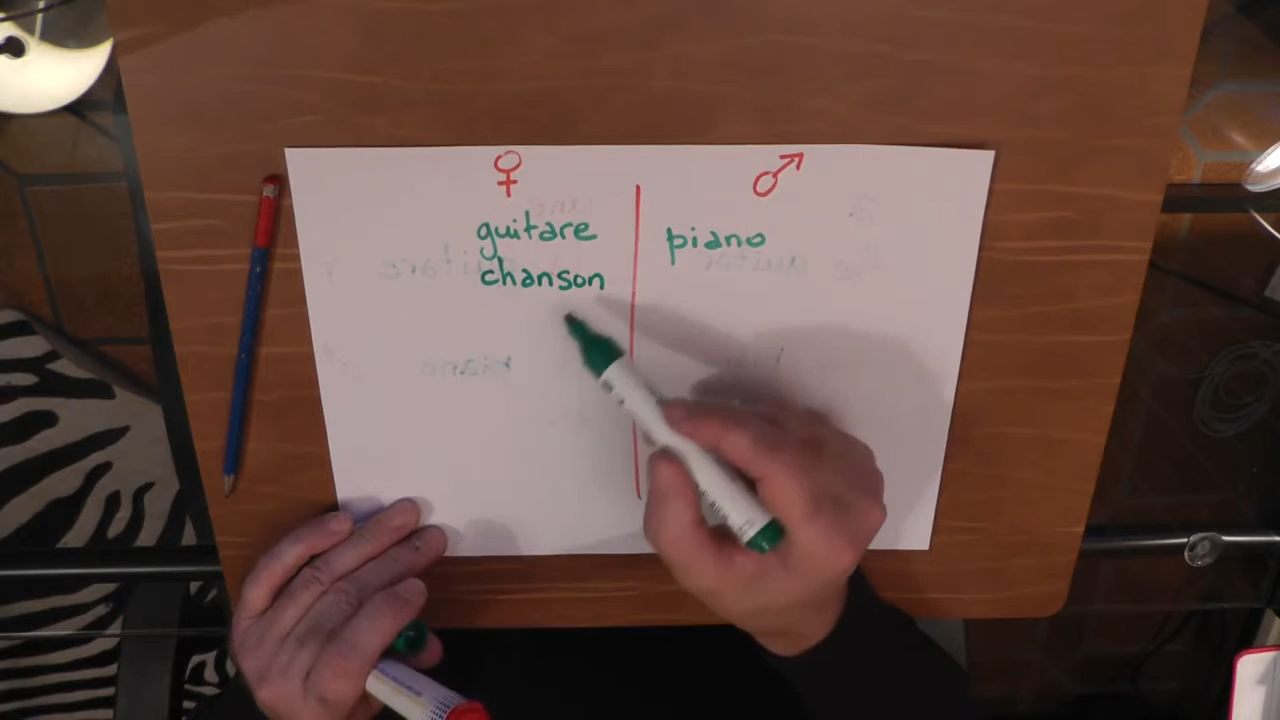 ♀ ♂
guitare piano
chanson